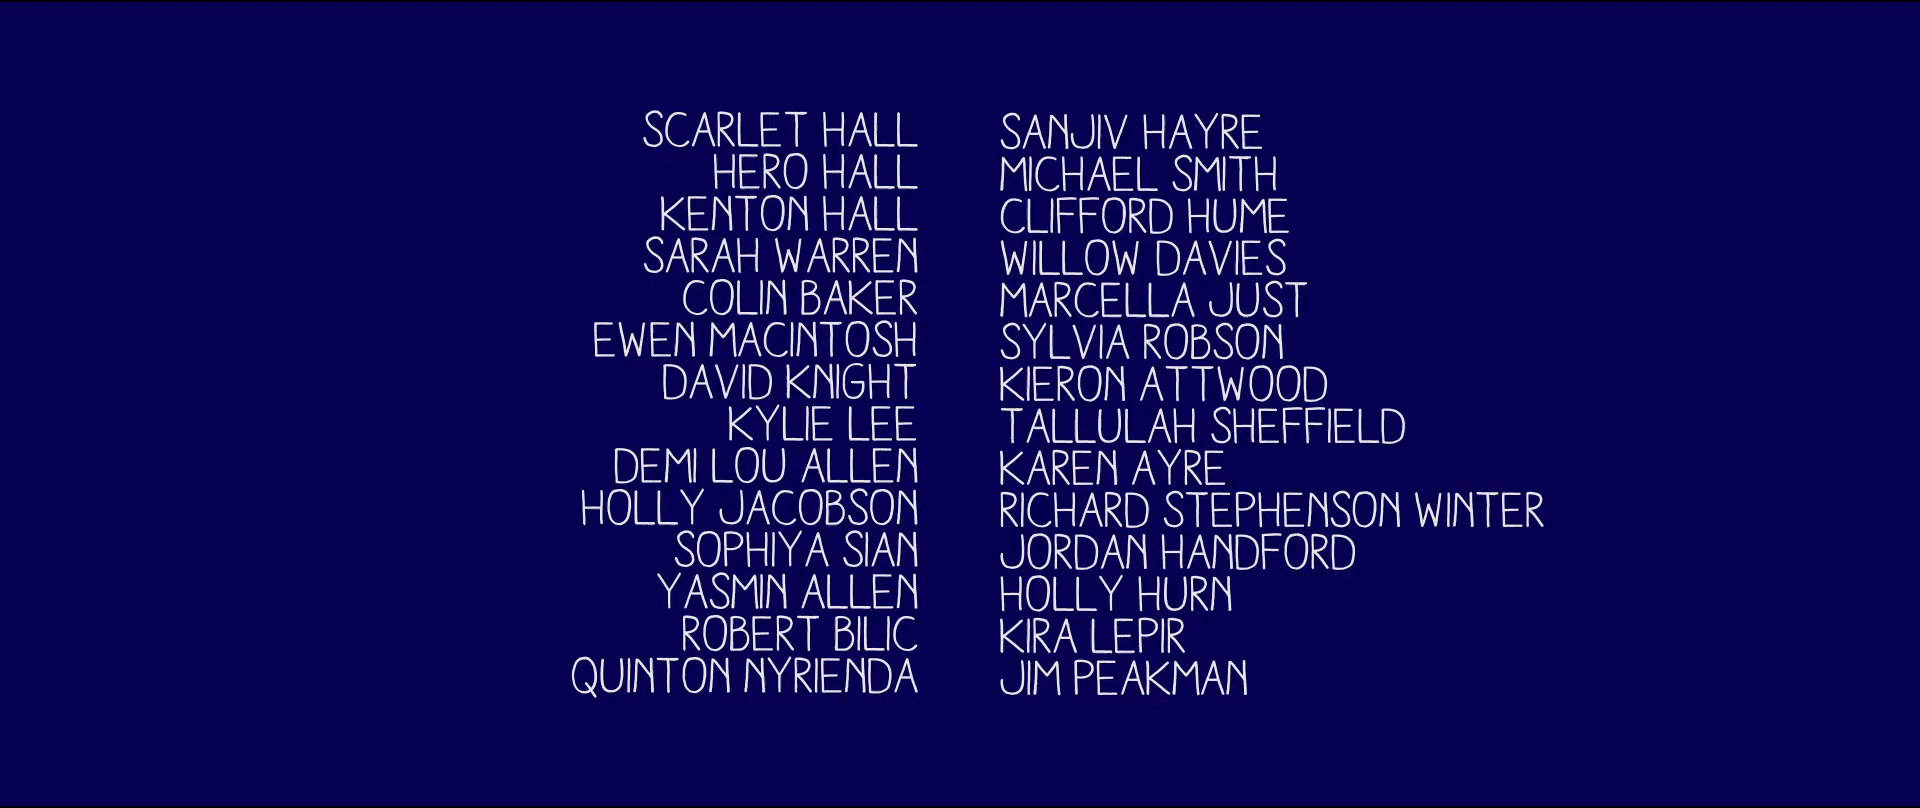 SCARLET HALL
HERO HALL
KENTON HALL
SARAH WARREN
COLIN BAKER
EWEN MACINTOSH
DAVID KNIGHT
KYLIE LEE
DEMI LOU ALLEN
HOLLY JACOBSON
SOPHIYA SIAN
YASMIN ALLEN
ROBERT BILIC
QUINTON NYRIENDA
SANJIV HAYRE
MICHAEL SMITH
CLIFFORD HUME
WILLOW DAVIES
MARCELLA JUST
SYLVIA ROBSON
KIERON ATTWOOD
TALLULAH SHEFFIELD
KAREN AYRE
RICHARD STEPHENSON WINTER
JORDAN HANDFORD
HOLLY HURN
KIRA LEPIR
JIM PEAKMAN